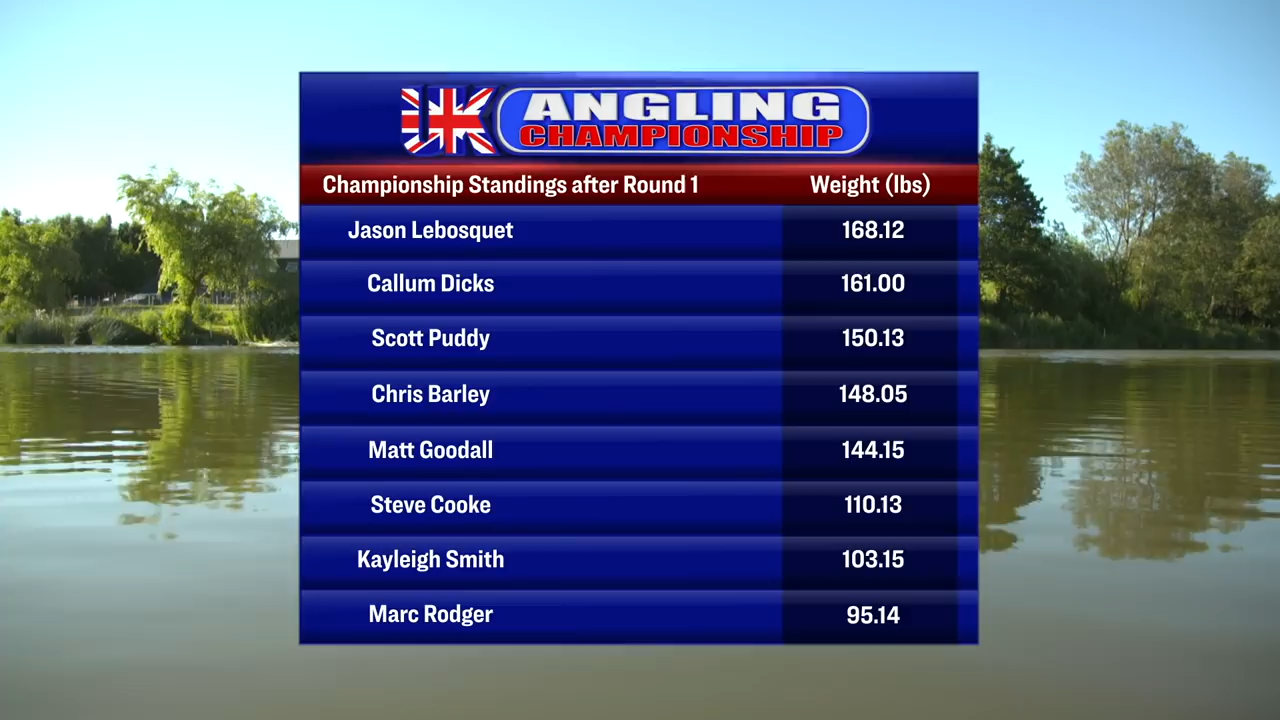 UK ANGLING
CHAMPIONSHIP
Championship Standings after Round 1 Weight (lbs)
Jason Lebosquet 168.12
Callum Dicks 161.00
Scott Puddy 150.13
Chris Barley 148.05
Matt Goodall 144.15
Steve Cooke 110.13
Kayleigh Smith 103.15
Marc Rodger 95.14